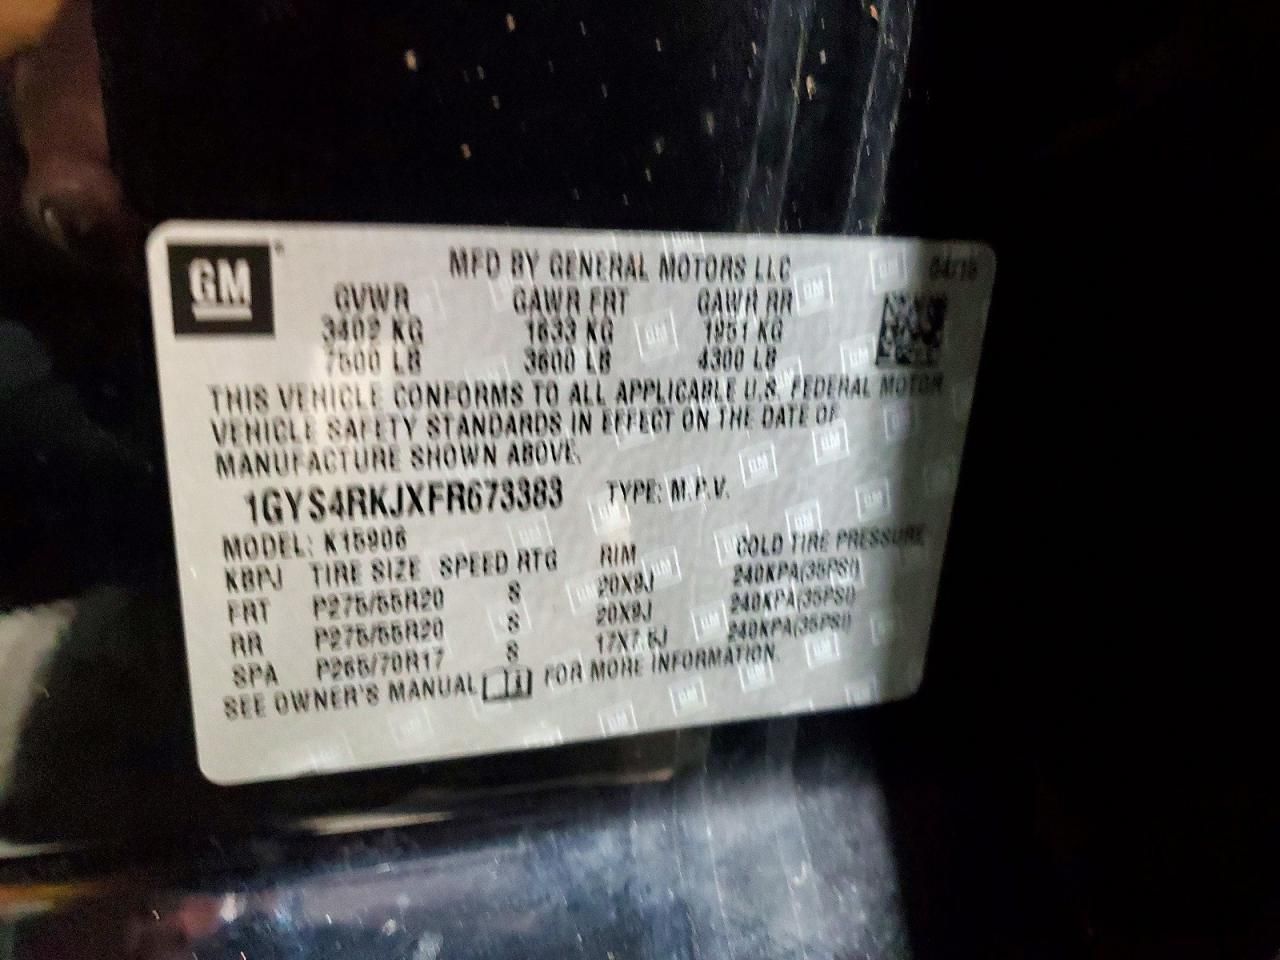 GM
MFD BY GENERAL MOTORS LLC 04/15
GVWR GAWR FRT GAWR RR
3402 KG 1633 KG 1951 KG
7500 LB 3600 LB 4300 LB
THIS VEHICLE CONFORMS TO ALL APPLICABLE U.S. FEDERAL MOTOR
VEHICLE SAFETY STANDARDS IN EFFECT ON THE DATE OF
MANUFACTURE SHOWN ABOVE.
1GYS4RKJXFR673383 TYPE: M.P.V.
MODEL: K15906
KBPJ TIRE SIZE SPEED RTG RIM COLD TIRE PRESSURE
FRT P275/55R20 S 20X9J 240KPA(35PSI)
RR P275/55R20 S 20X9J 240KPA(35PSI)
SPA P265/70R17 S 17X7.5J 240KPA(35PSI)
SEE OWNER'S MANUAL FOR MORE INFORMATION.